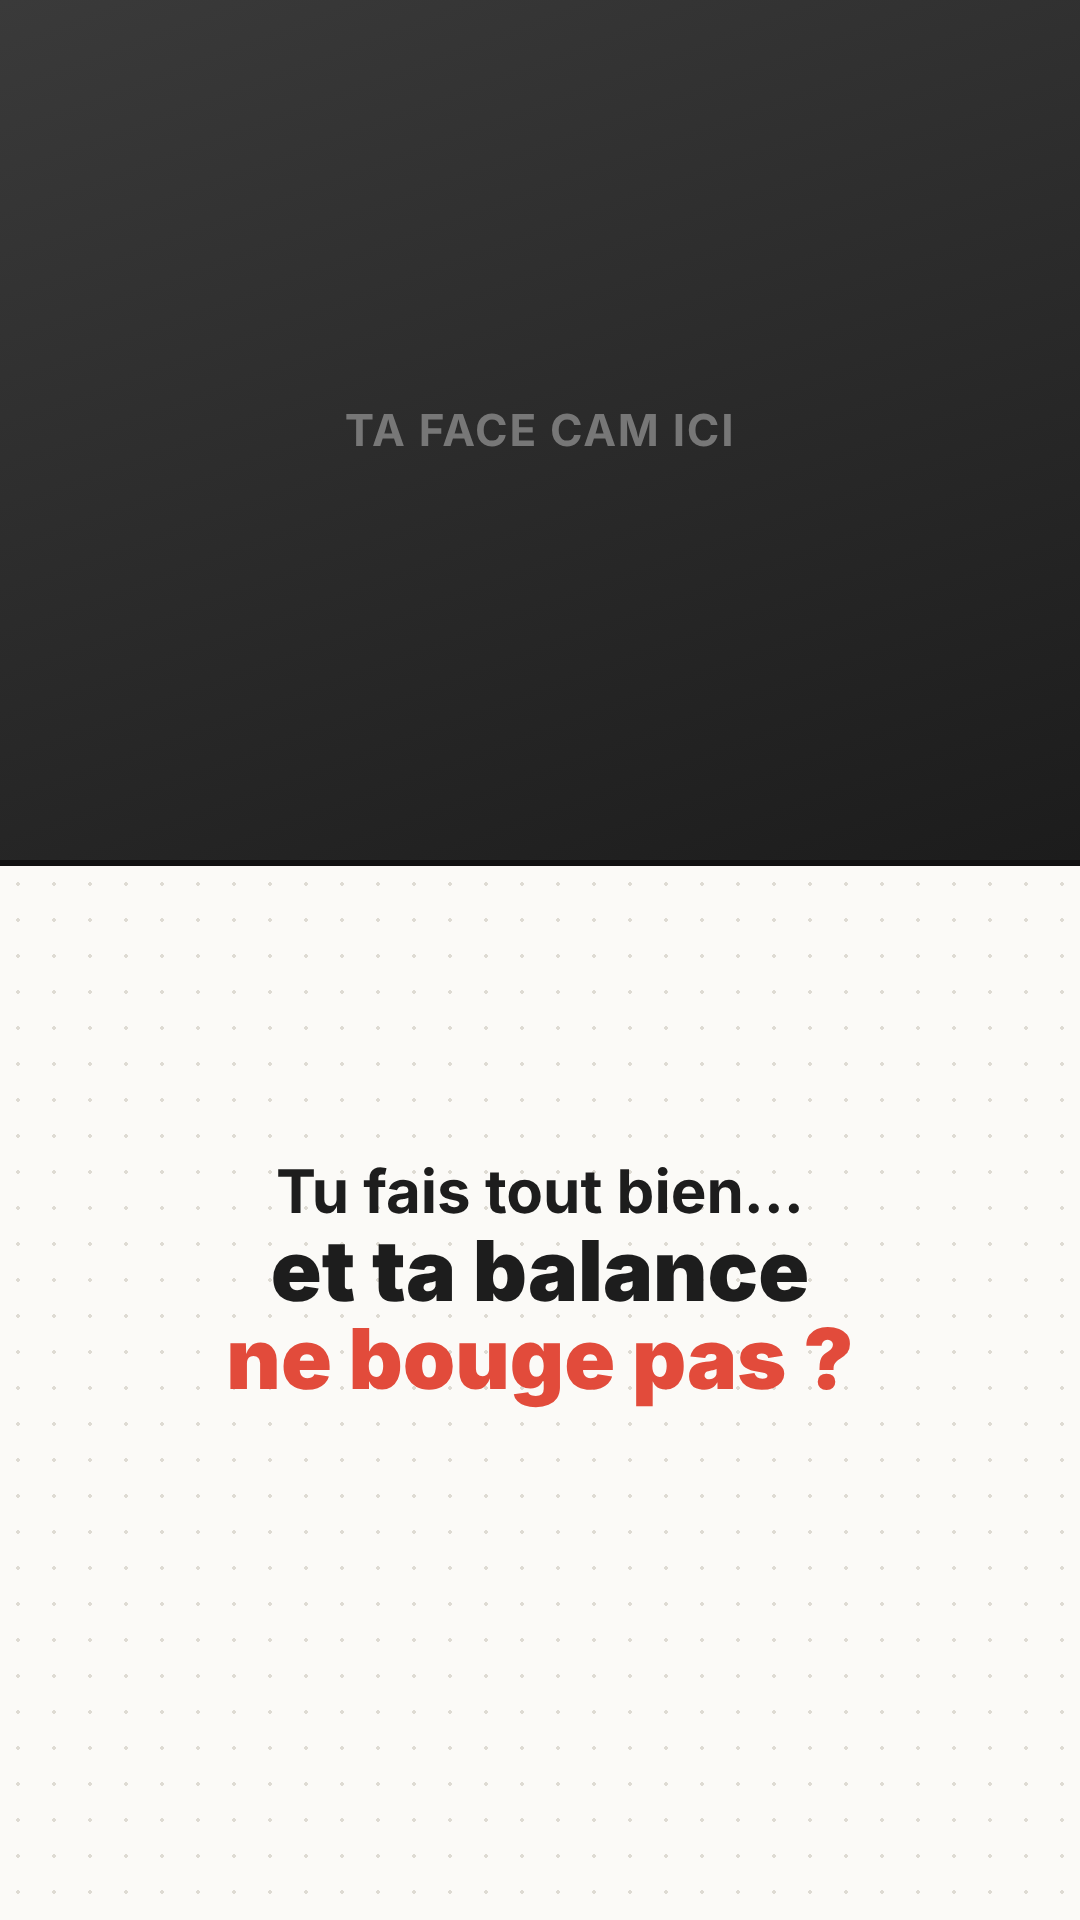 TA FACE CAM ICI
Tu fais tout bien...
et ta balance
ne bouge pas ?